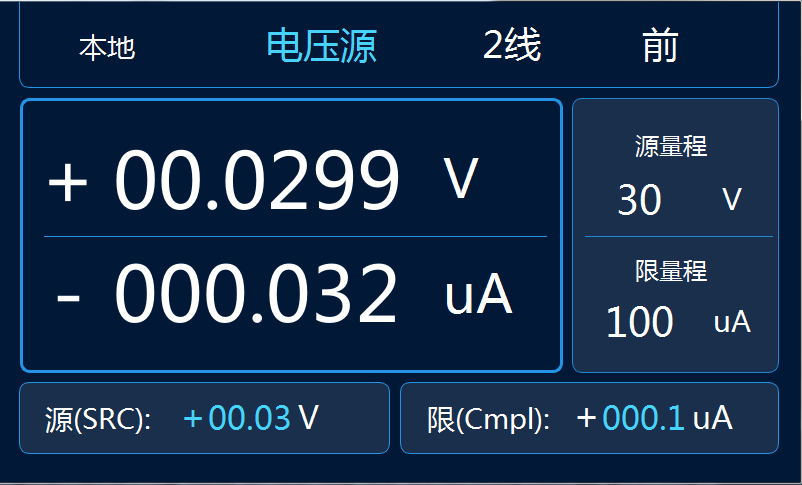 本地 电压源 2线 前
+ 00.0299 V
源量程
30 V
- 000.032 uA
限量程
100 uA
源(SRC): +00.03 V 限(Cmpl): +000.1 uA